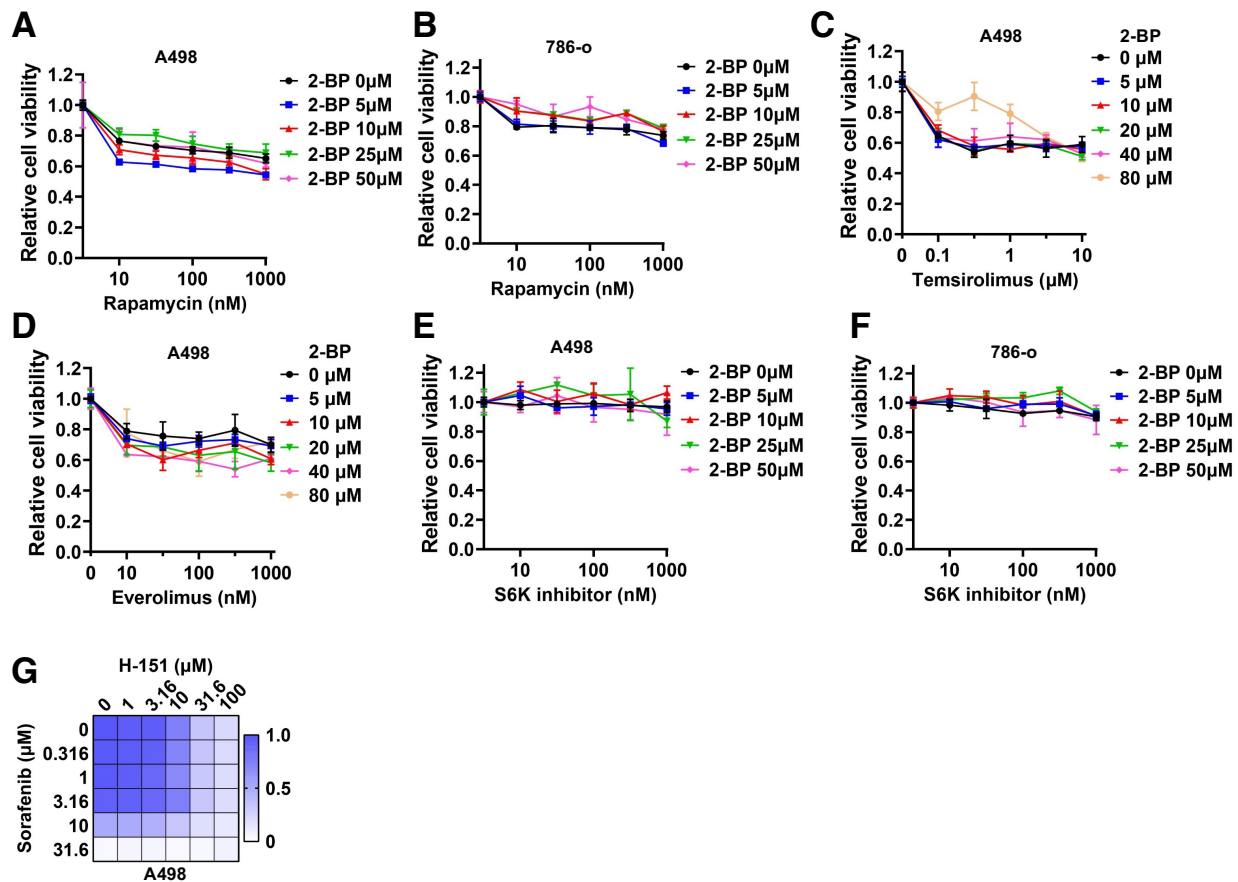 A
A498
Relative cell viability
1.2
1.0
0.8
0.6
0.4
0.2
0.0
10 100 1000
Rapamycin (nM)
2-BP 0μM
2-BP 5μM
2-BP 10μM
2-BP 25μM
2-BP 50μM
B
786-o
Relative cell viability
1.2
1.0
0.8
0.6
0.4
0.2
0.0
10 100 1000
Rapamycin (nM)
2-BP 0μM
2-BP 5μM
2-BP 10μM
2-BP 25μM
2-BP 50μM
C
A498
Relative cell viability
1.2
1.0
0.8
0.6
0.4
0.2
0.0
0 0.1 1 10
Temsirolimus (μM)
2-BP
0 μM
5 μM
10 μM
20 μM
40 μM
80 μM
D
A498
Relative cell viability
1.2
1.0
0.8
0.6
0.4
0.2
0.0
0 10 100 1000
Everolimus (nM)
2-BP
0 μM
5 μM
10 μM
20 μM
40 μM
80 μM
E
A498
Relative cell viability
1.2
1.0
0.8
0.6
0.4
0.2
0.0
10 100 1000
S6K inhibitor (nM)
2-BP 0μM
2-BP 5μM
2-BP 10μM
2-BP 25μM
2-BP 50μM
F
786-o
Relative cell viability
1.2
1.0
0.8
0.6
0.4
0.2
0.0
10 100 1000
S6K inhibitor (nM)
2-BP 0μM
2-BP 5μM
2-BP 10μM
2-BP 25μM
2-BP 50μM
G
H-151 (μM)
0 1 3.16 10 31.6 100
Sorafenib (μM)
0
0.316
1
3.16
10
31.6
A498
1.0
0.5
0